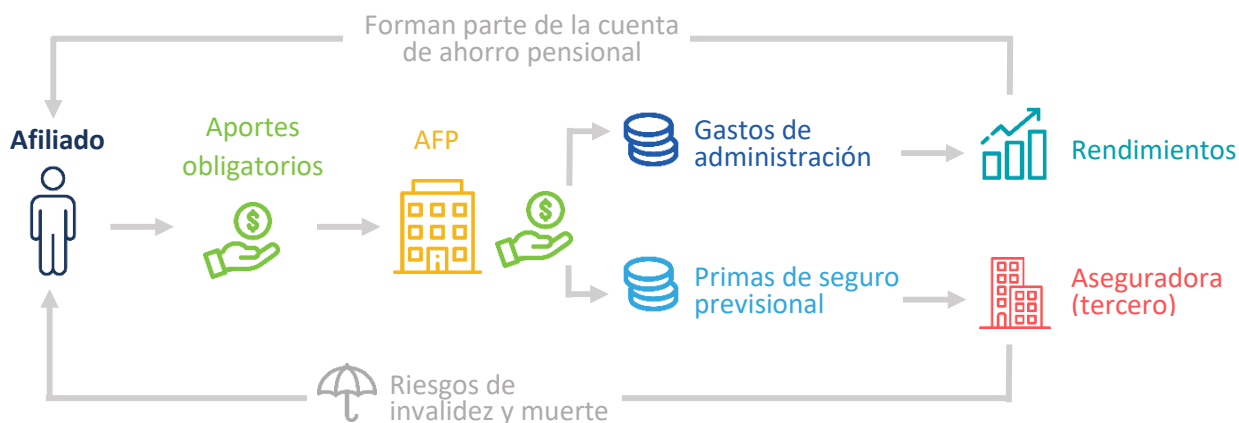 Forman parte de la cuenta
de ahorro pensional
Afiliado
Aportes
obligatorios
AFP
$
$
Gastos de
administración
Rendimientos
Primas de seguro
previsional
Aseguradora
(tercero)
Riesgos de
invalidez y muerte